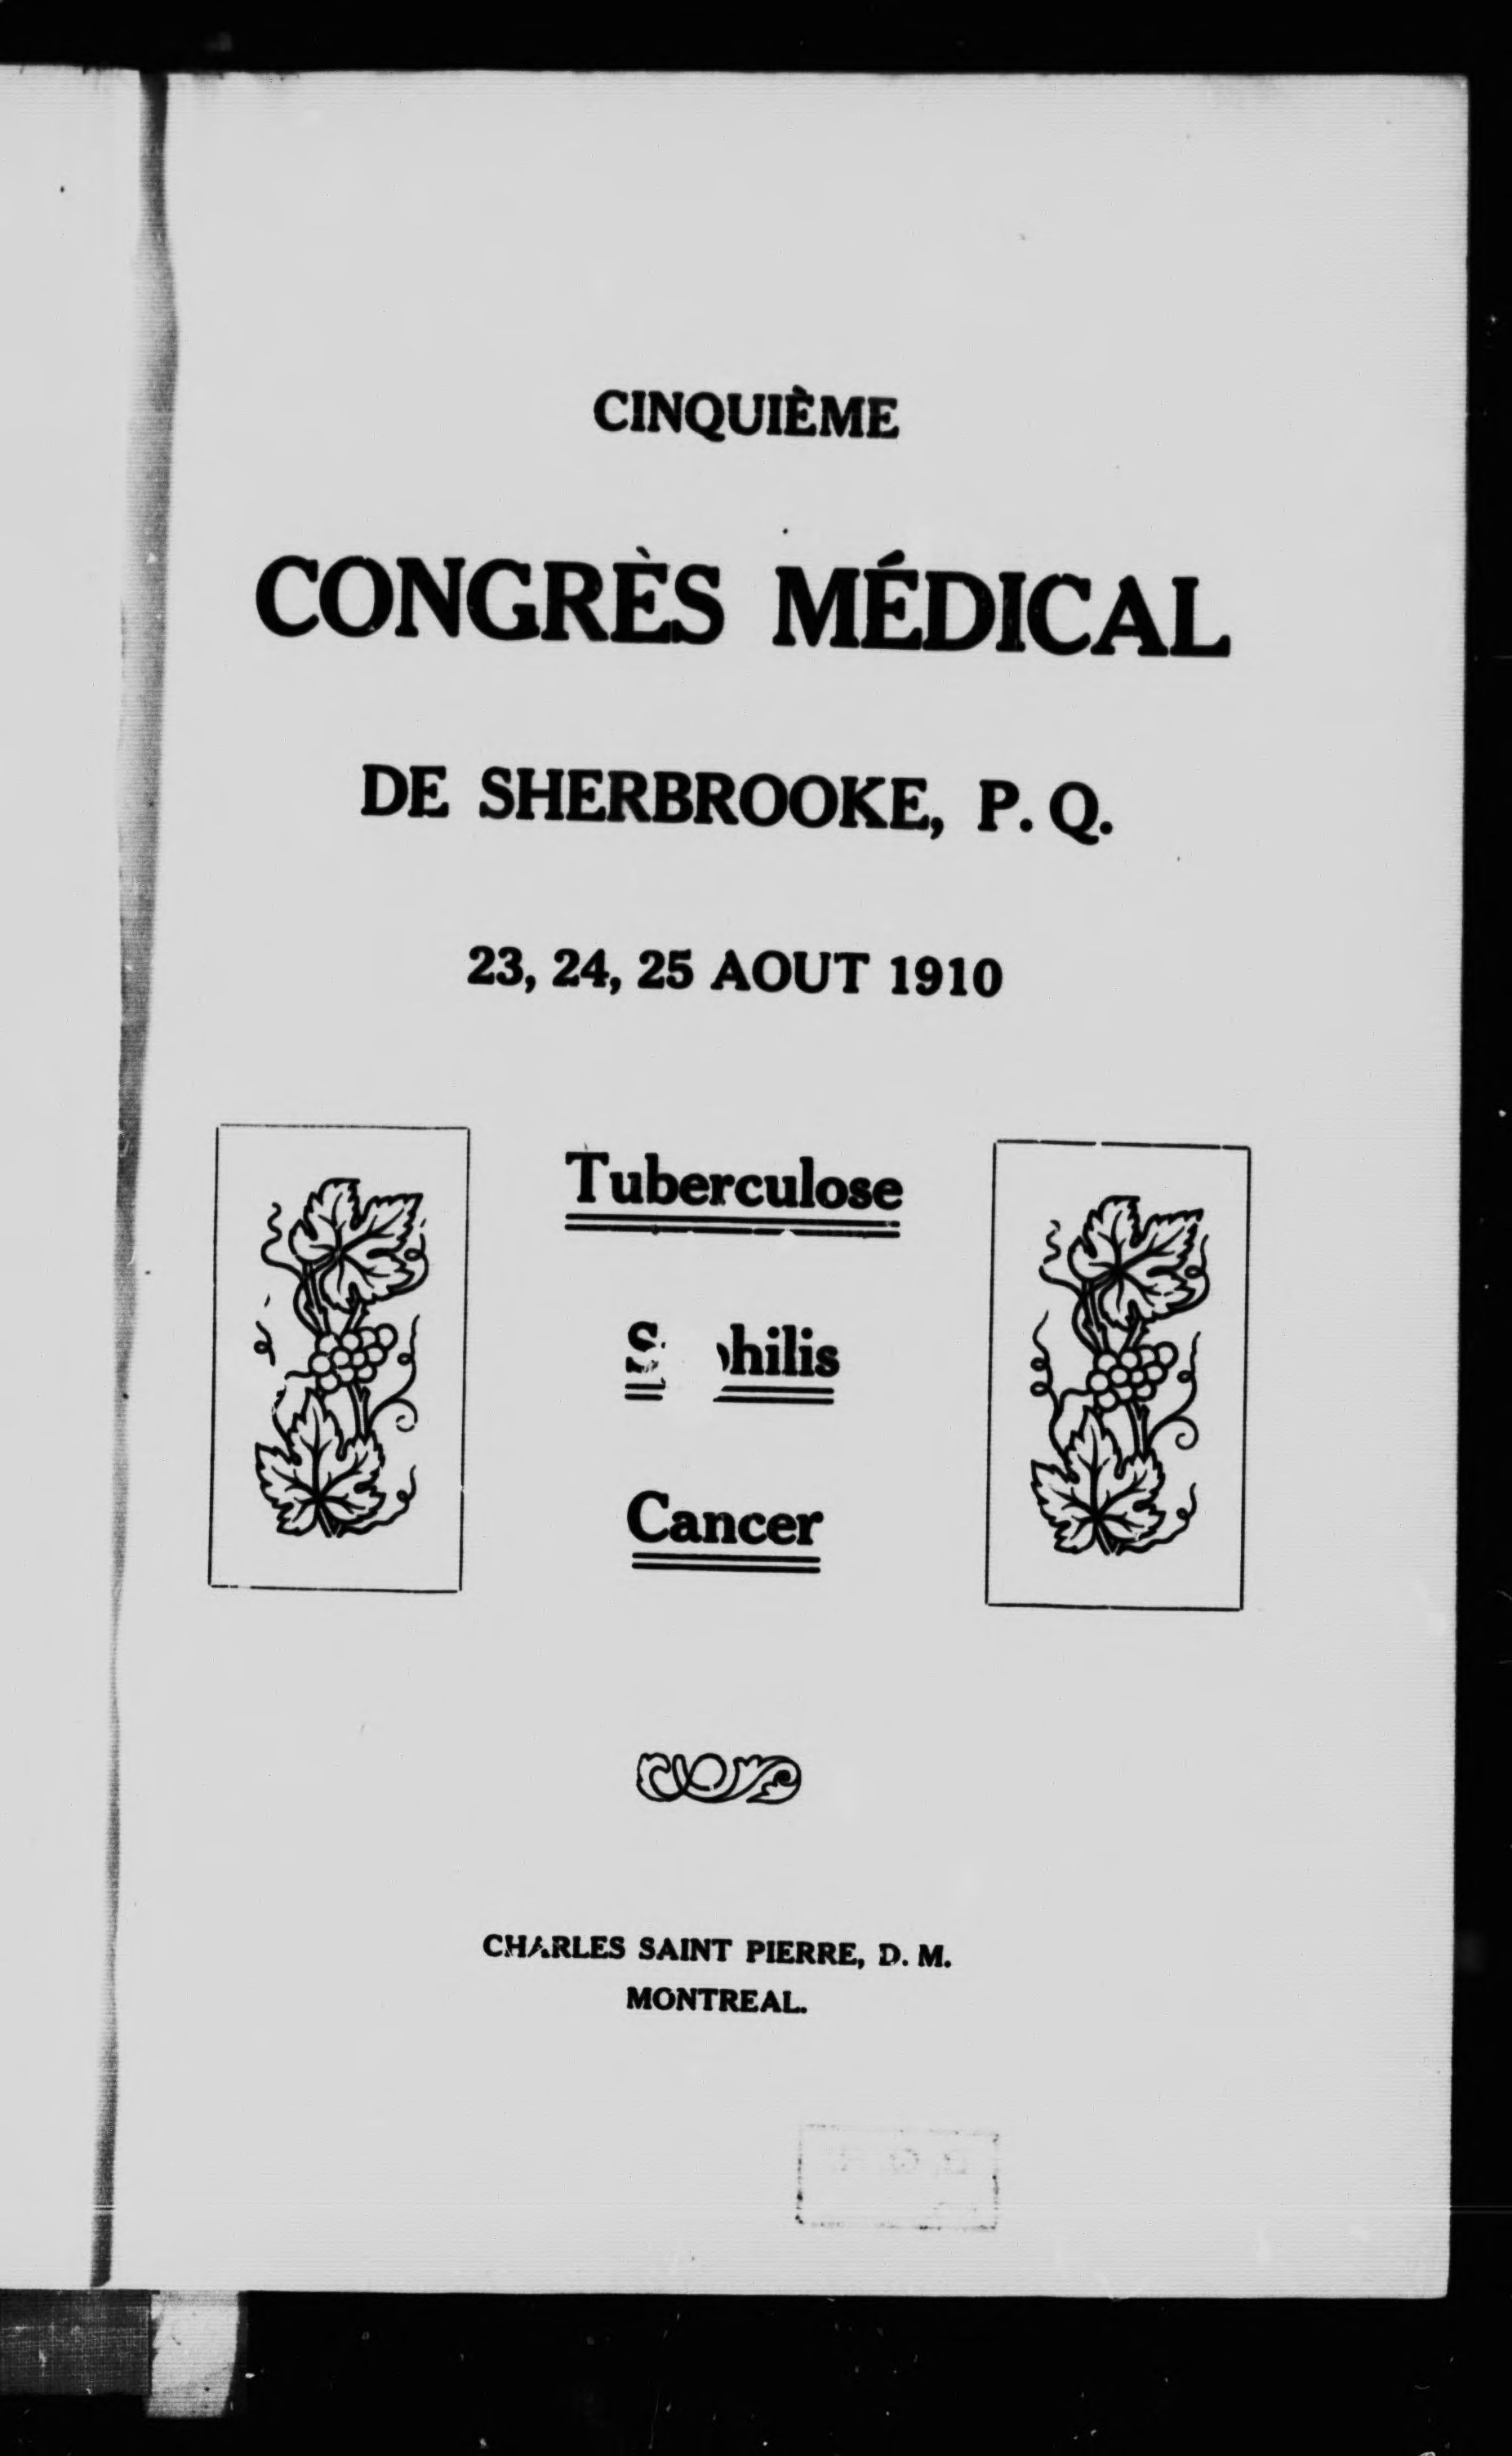 CINQUIÈME
CONGRÈS MÉDICAL
DE SHERBROOKE, P. Q.
23, 24, 25 AOUT 1910
Tuberculose
Cancer
CHARLES SAINT PIERRE, D. M.
MONTREAL.